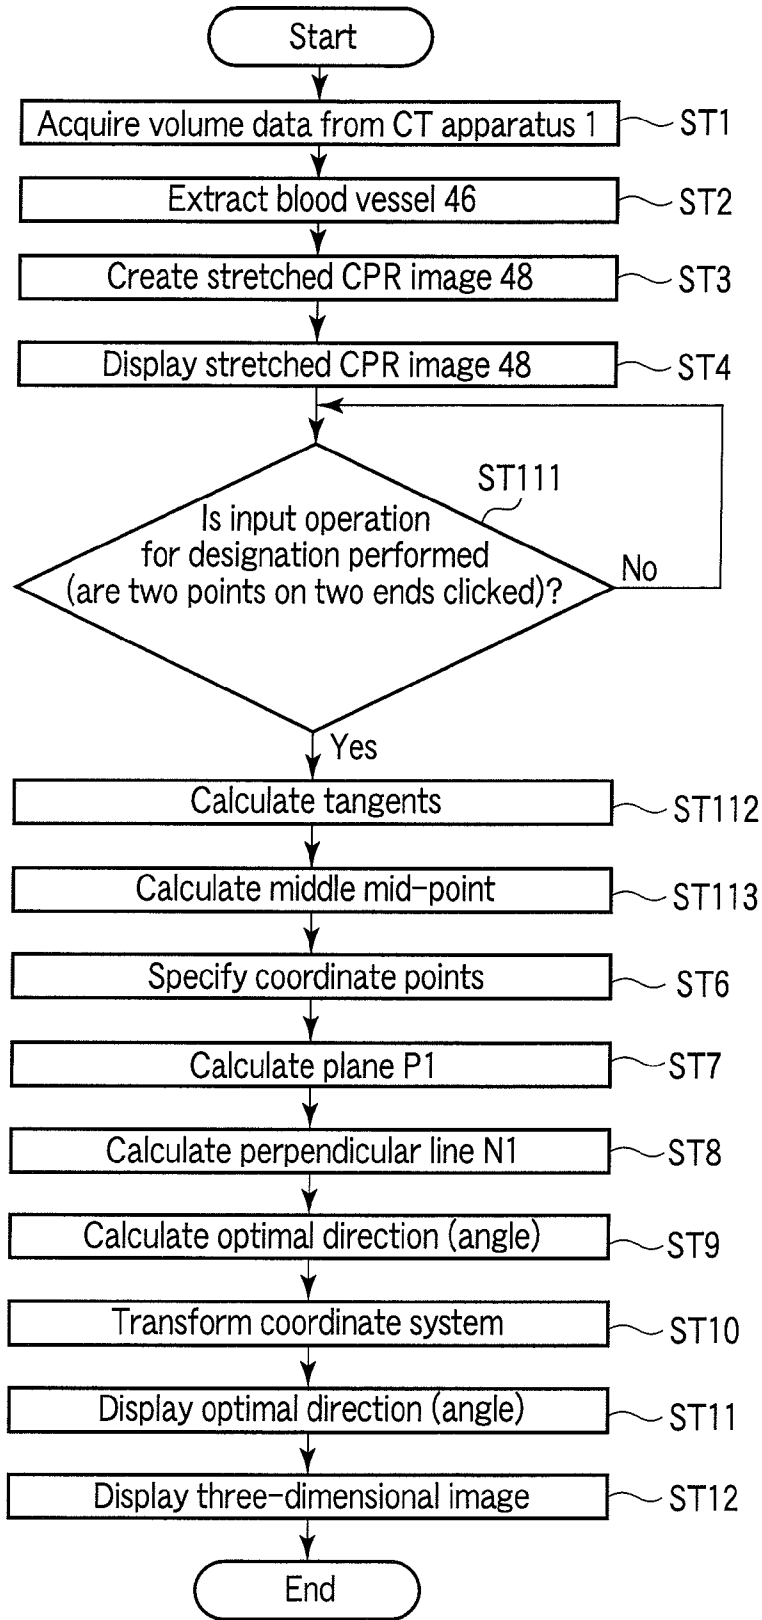 Start
Acquire volume data from CT apparatus 1
ST1
Extract blood vessel 46
ST2
Create stretched CPR image 48
ST3
Display stretched CPR image 48
ST4
ST111
Is input operation
for designation performed
(are two points on two ends clicked)?
No
Yes
Calculate tangents
ST112
Calculate middle mid-point
ST113
Specify coordinate points
ST6
Calculate plane P1
ST7
Calculate perpendicular line N1
ST8
Calculate optimal direction (angle)
ST9
Transform coordinate system
ST10
Display optimal direction (angle)
ST11
Display three-dimensional image
ST12
End